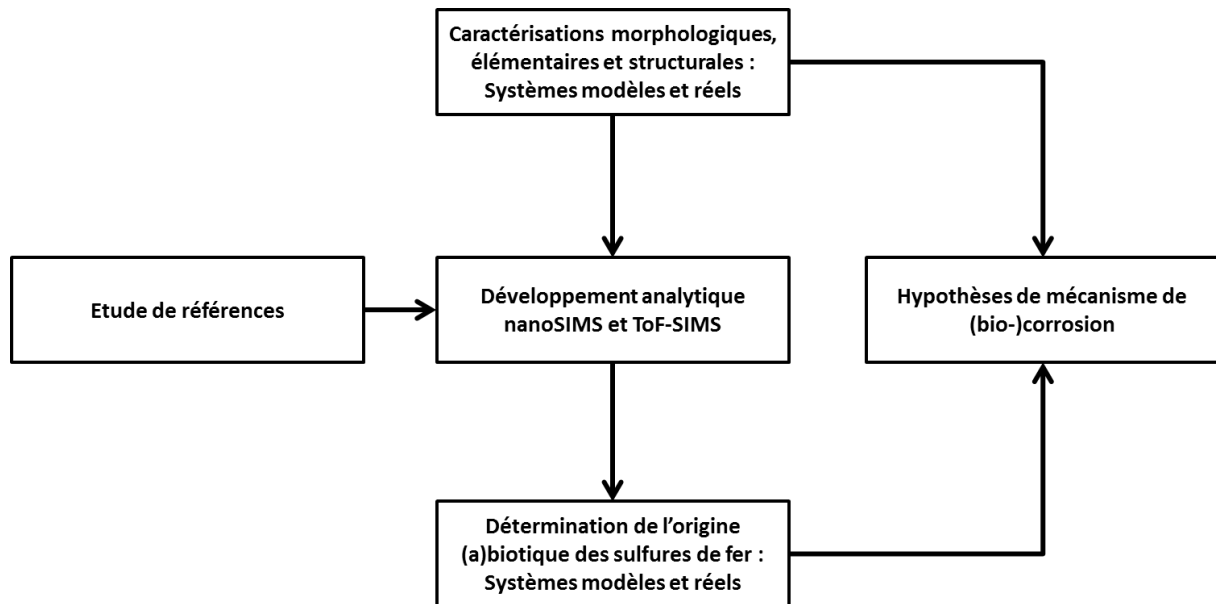 Caractérisations morphologiques,
élémentaires et structurales :
Systèmes modèles et réels
Etude de références
Développement analytique
nanoSIMS et ToF-SIMS
Hypothèses de mécanisme de
(bio-)corrosion
Détermination de l’origine
(a)biotique des sulfures de fer :
Systèmes modèles et réels